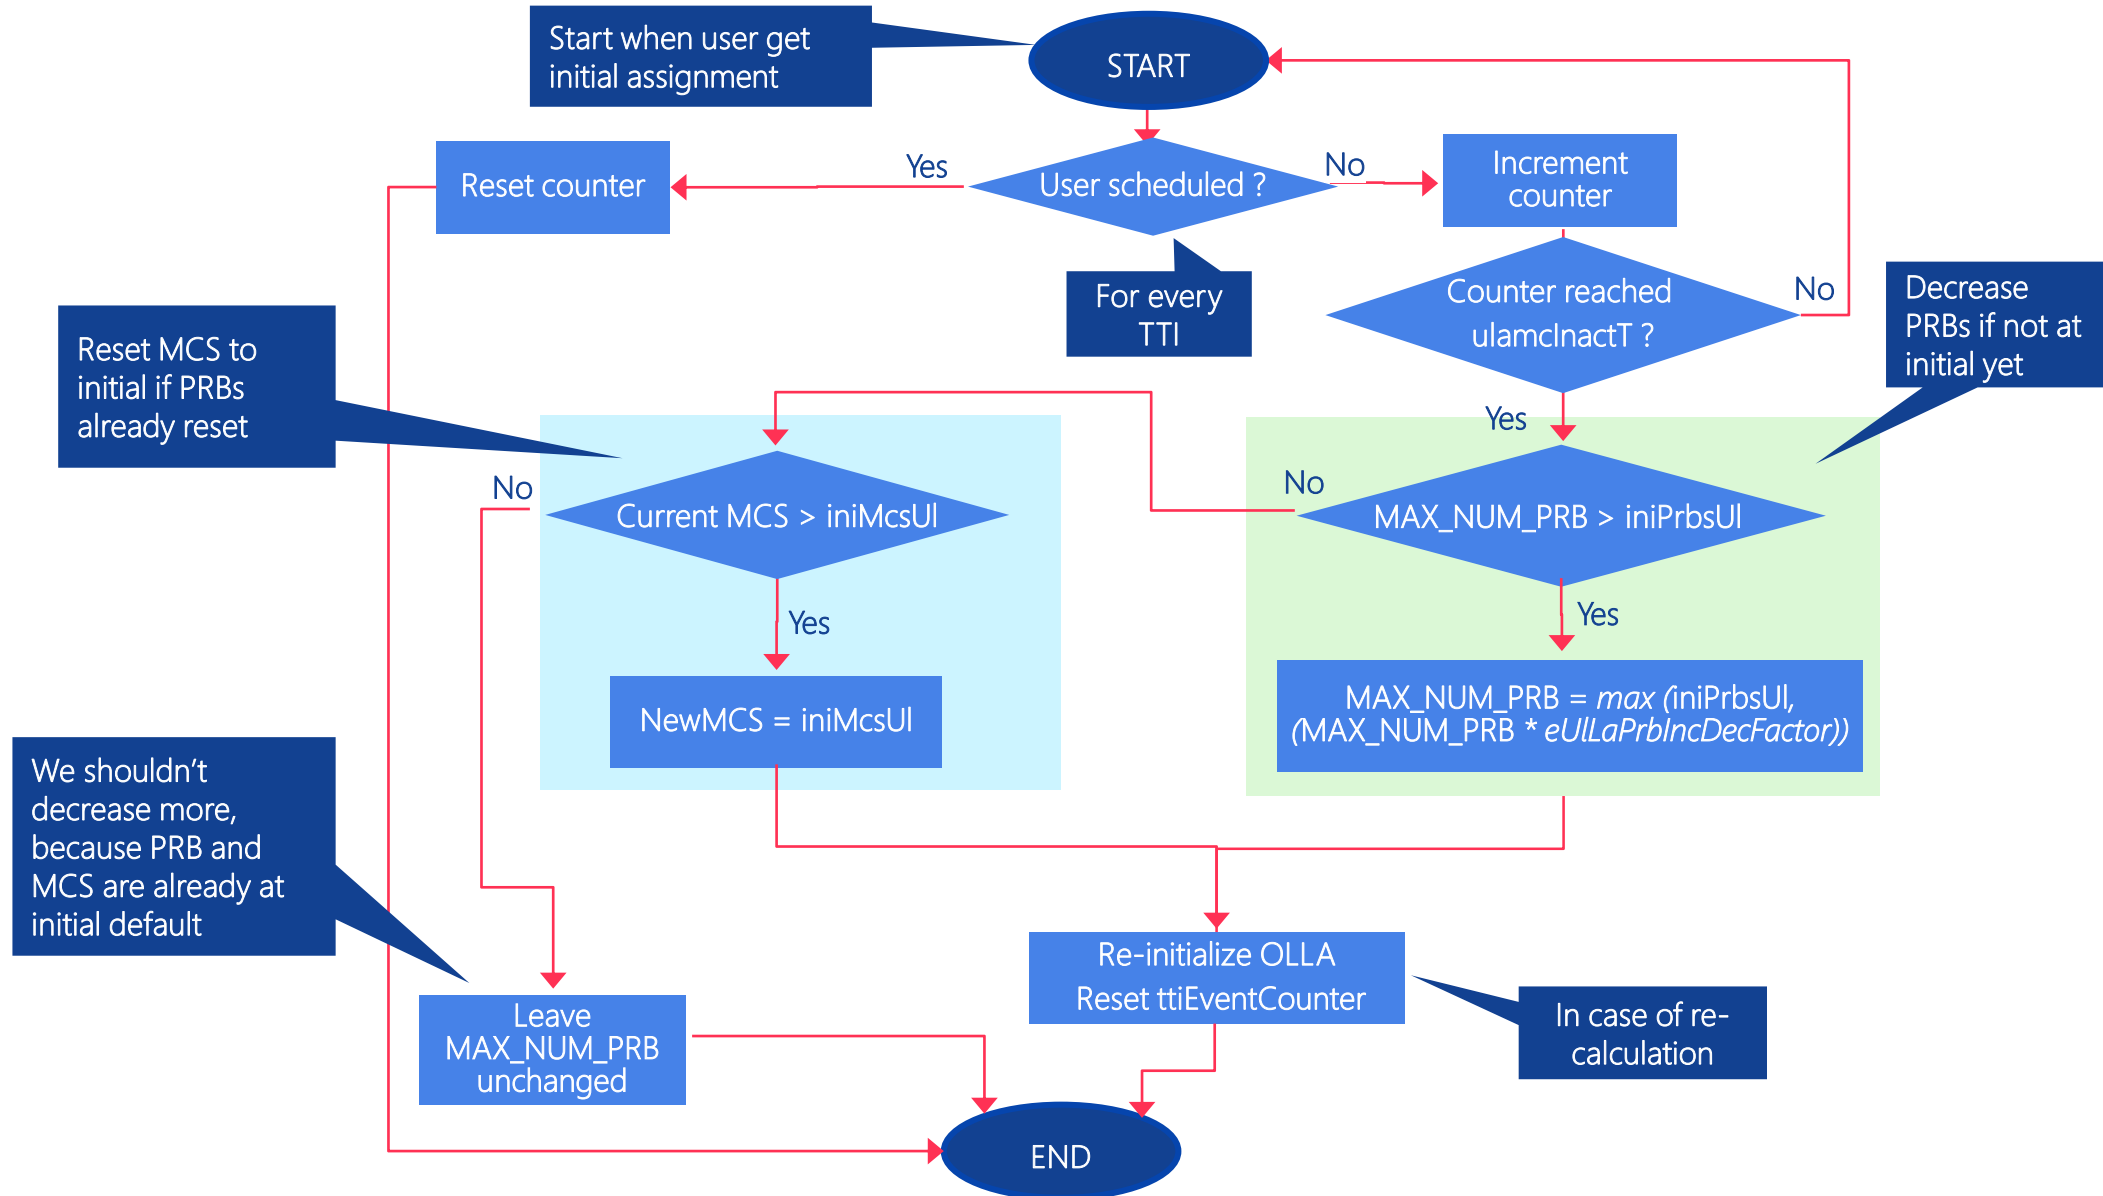 Start when user get
initial assignment
START
Reset counter
Yes
User scheduled ?
No
Increment
counter
For every
TTI
Counter reached
ulamcInactT ?
No
Decrease
PRBs if not at
initial yet
Reset MCS to
initial if PRBs
already reset
Yes
No
Current MCS > iniMcsUl
No
MAX_NUM_PRB > iniPrbsUl
Yes
Yes
NewMCS = iniMcsUl
MAX_NUM_PRB = max (iniPrbsUl,
(MAX_NUM_PRB * eUlLaPrbIncDecFactor))
We shouldn't
decrease more,
because PRB and
MCS are already at
initial default
Re-initialize OLLA
Reset ttiEventCounter
In case of re-
calculation
Leave
MAX_NUM_PRB
unchanged
END